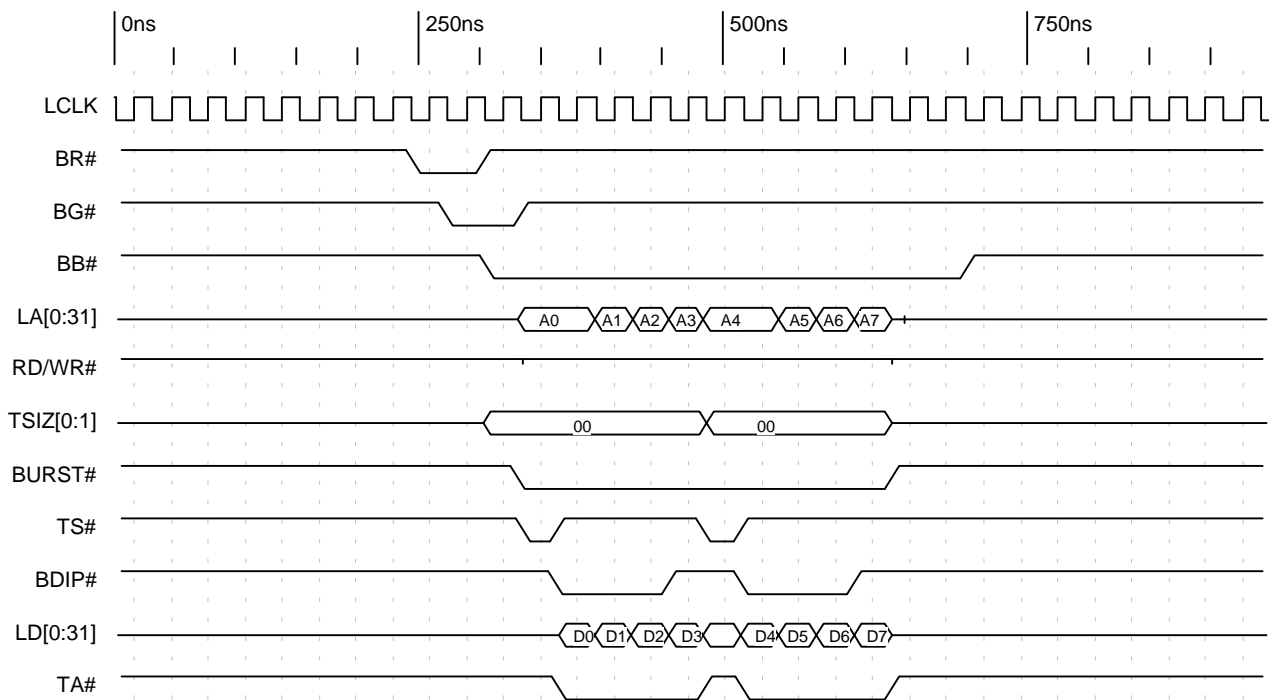 0ns 250ns 500ns 750ns
LCLK
BR#
BG#
BB#
LA[0:31] A0 A1 A2 A3 A4 A5 A6 A7
RD/WR#
TSIZ[0:1] 00 00
BURST#
TS#
BDIP#
LD[0:31] D0 D1 D2 D3 D4 D5 D6 D7
TA#